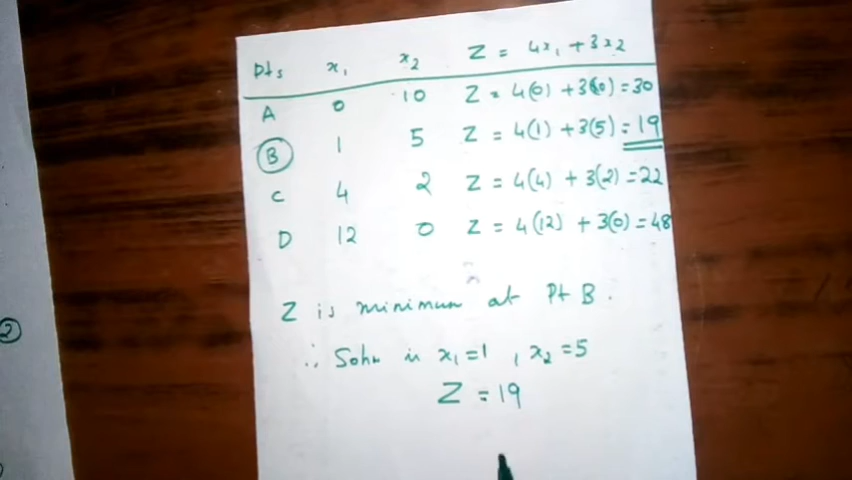 Pts x₁ x₂ Z = 4x₁ + 3x₂
A 0 10 Z = 4(0) + 3(10) = 30
B 1 5 Z = 4(1) + 3(5) = 19
C 4 2 Z = 4(4) + 3(2) = 22
D 12 0 Z = 4(12) + 3(0) = 48
Z is minimum at Pt B.
∴ Soln is x₁ = 1 , x₂ = 5
Z = 19
2